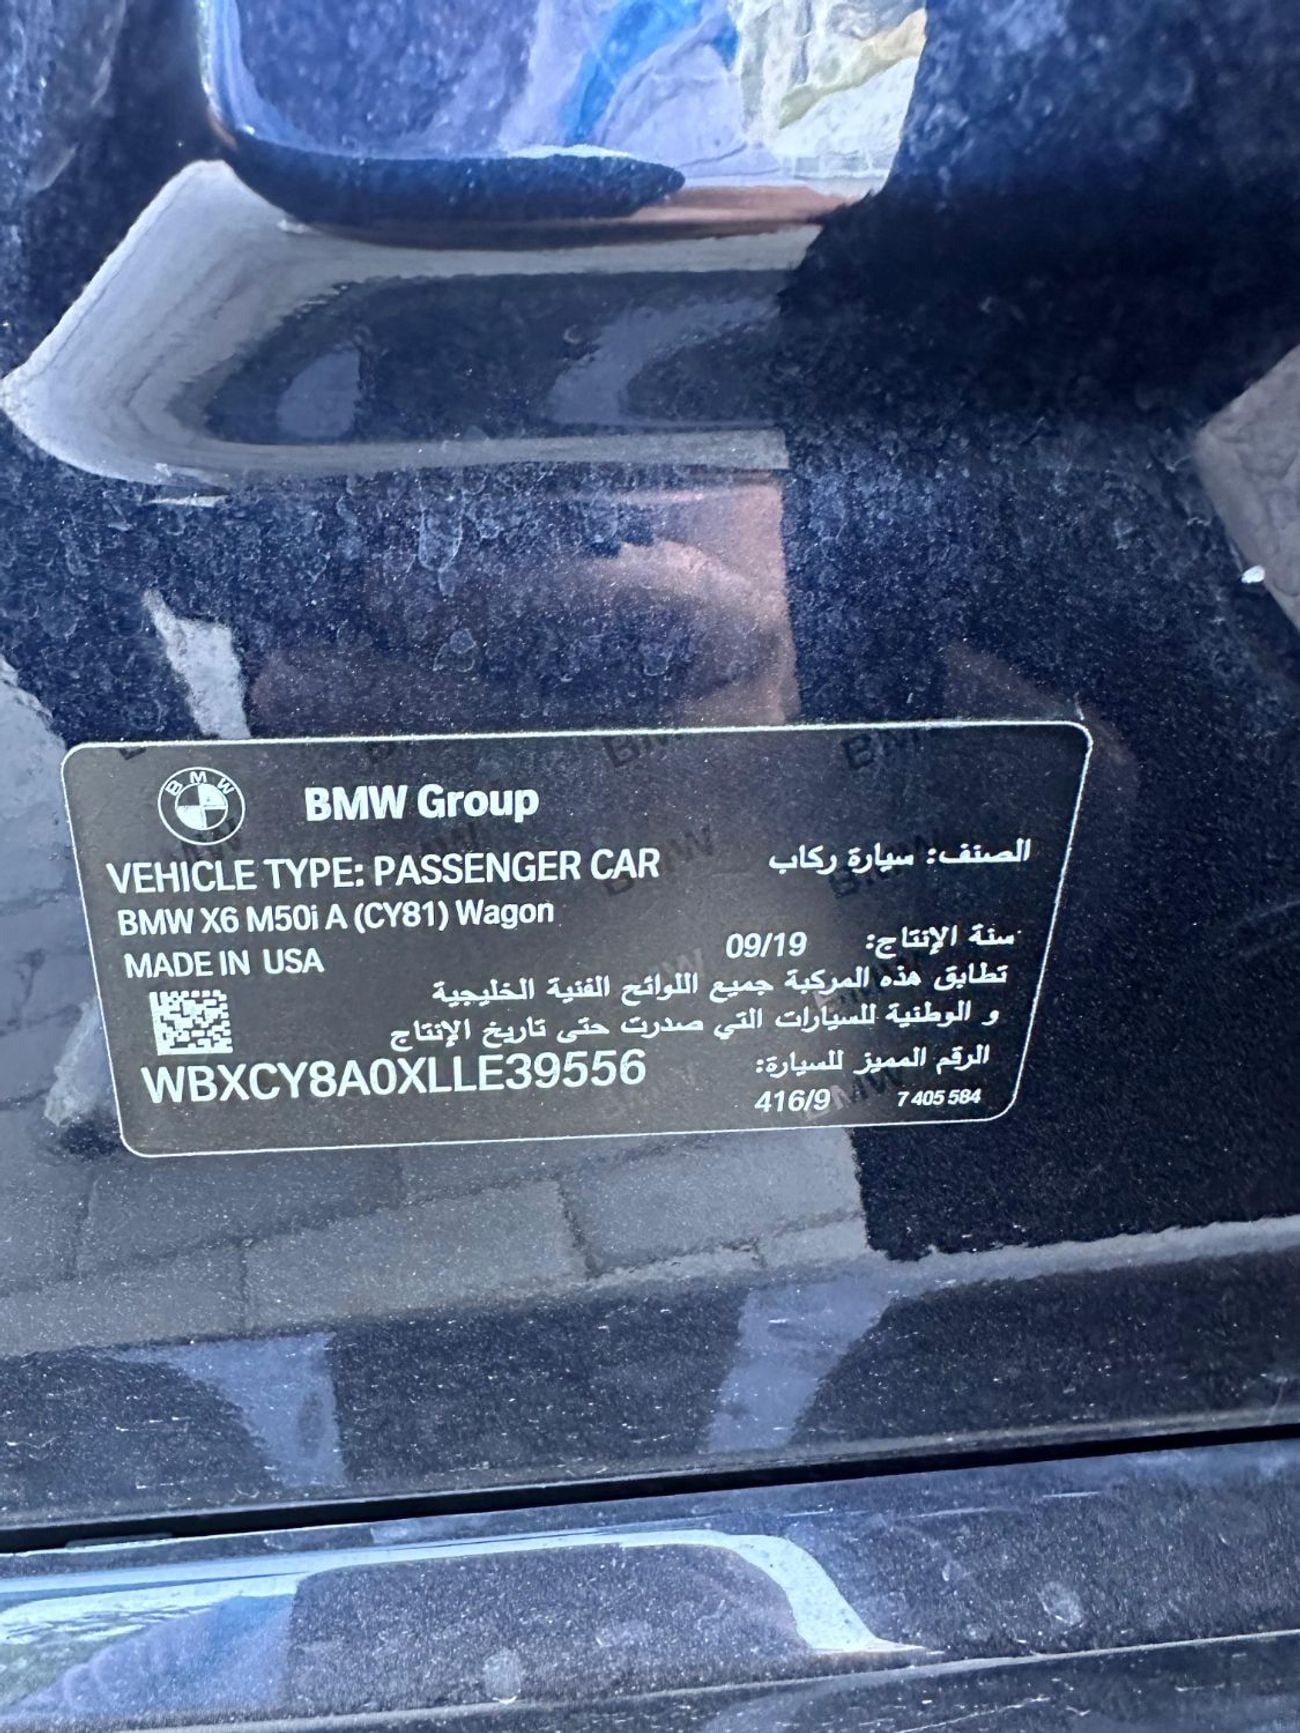 BMW
BMW Group
VEHICLE TYPE: PASSENGER CAR
الصنف: سيارة ركاب
BMW X6 M50i A (CY81) Wagon
سنة الإنتاج: 09/19
MADE IN USA
تطابق هذه المركبة جميع اللوائح الفنية الخليجية
و الوطنية للسيارات التي صدرت حتى تاريخ الإنتاج
الرقم المميز للسيارة:
WBXCY8A0XLLE39556
416/9 7 405 584